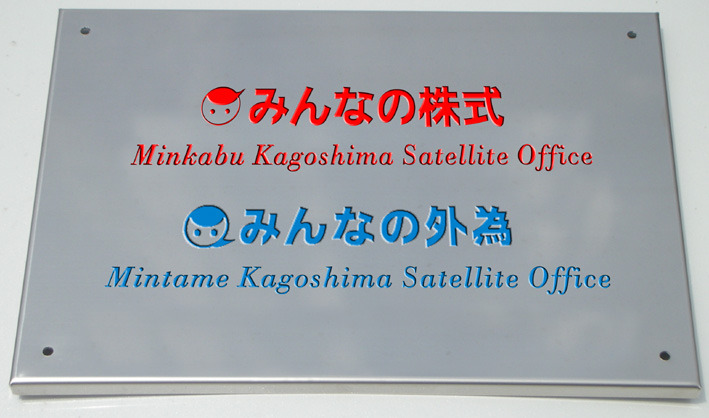 みんなの株式
Minkabu Kagoshima Satellite Office
みんなの外為
Mintame Kagoshima Satellite Office